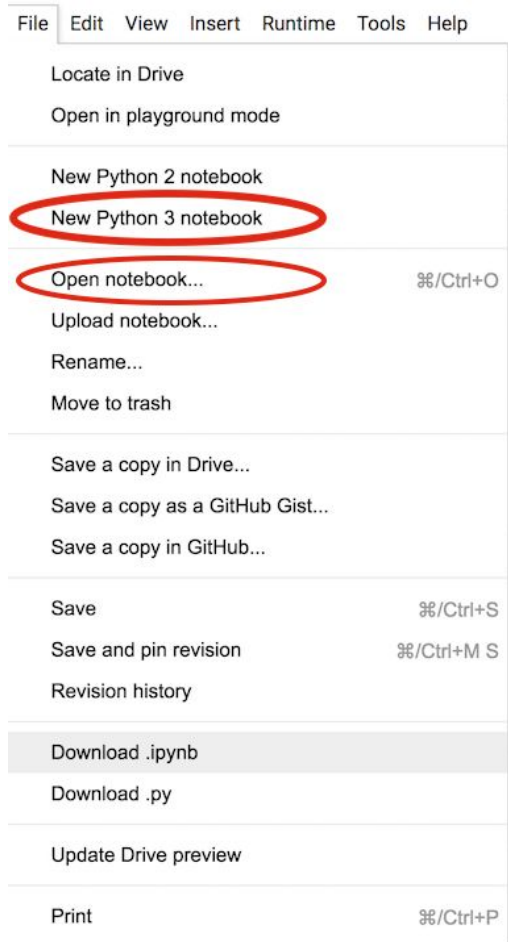 File Edit View Insert Runtime Tools Help
Locate in Drive
Open in playground mode
New Python 2 notebook
New Python 3 notebook
Open notebook... ⌘/Ctrl+O
Upload notebook...
Rename...
Move to trash
Save a copy in Drive...
Save a copy as a GitHub Gist...
Save a copy in GitHub...
Save ⌘/Ctrl+S
Save and pin revision ⌘/Ctrl+M S
Revision history
Download .ipynb
Download .py
Update Drive preview
Print ⌘/Ctrl+P